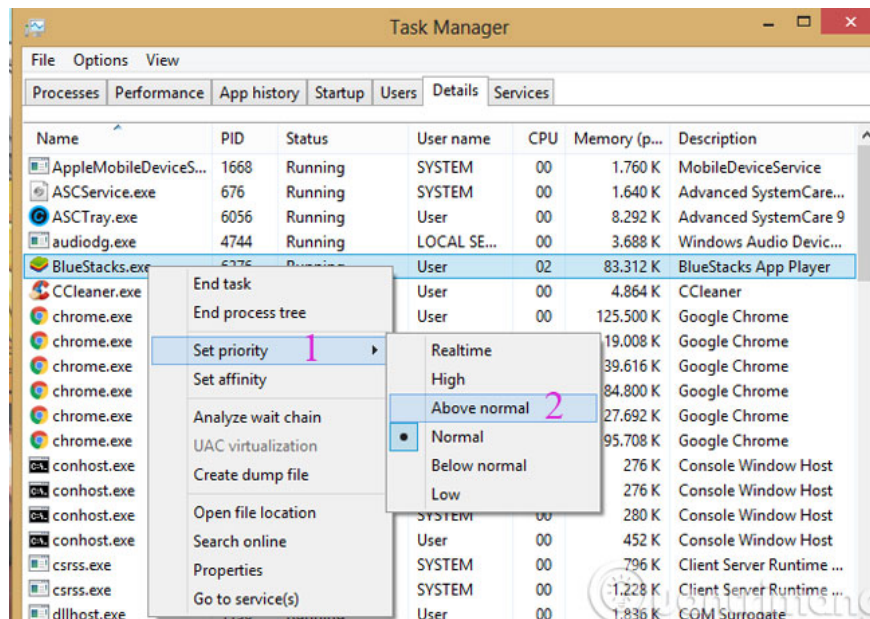 Task Manager
File Options View
Processes Performance App history Startup Users Details Services
Name PID Status User name CPU Memory (p... Description
AppleMobileDeviceS... 1668 Running SYSTEM 00 1.760 K MobileDeviceService
ASCService.exe 676 Running SYSTEM 00 1.640 K Advanced SystemCare...
ASCTray.exe 6056 Running User 00 8.292 K Advanced SystemCare 9
audiodg.exe 4744 Running LOCAL SE... 00 3.688 K Windows Audio Devic...
BlueStacks.exe 6276 Running User 02 83.312 K BlueStacks App Player
CCleaner.exe User 00 4.864 K CCleaner
chrome.exe User 00 125.500 K Google Chrome
chrome.exe 19.008 K Google Chrome
chrome.exe 39.616 K Google Chrome
chrome.exe 84.800 K Google Chrome
chrome.exe 27.692 K Google Chrome
chrome.exe 95.708 K Google Chrome
conhost.exe 276 K Console Window Host
conhost.exe 276 K Console Window Host
conhost.exe SYSTEM 00 280 K Console Window Host
conhost.exe User 00 452 K Console Window Host
csrss.exe SYSTEM 00 796 K Client Server Runtime ...
csrss.exe SYSTEM 00 1.228 K Client Server Runtime ...
dllhost.exe User 00 1.836 K COM Surrogate
End task
End process tree
Set priority 1
Set affinity
Analyze wait chain
UAC virtualization
Create dump file
Open file location
Search online
Properties
Go to service(s)
Realtime
High
Above normal 2
Normal
Below normal
Low